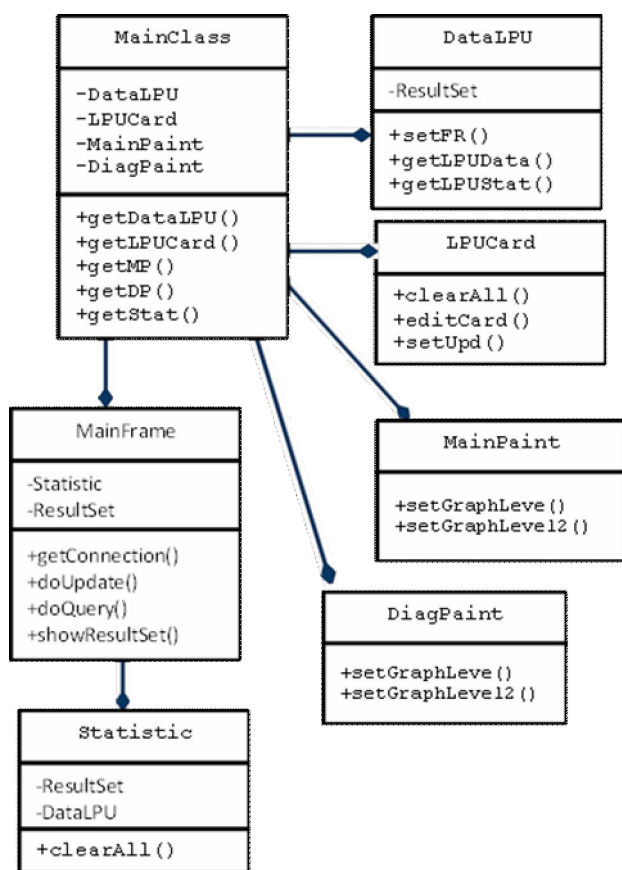 MainClass
-DataLPU
-LPUCard
-MainPaint
-DiagPaint
+getDataLPU()
+getLPUCard()
+getMP()
+getDP()
+getStat()
DataLPU
-ResultSet
+setFR()
+getLPUData()
+getLPUStat()
LPUCard
+clearAll()
+editCard()
+setUpd()
MainPaint
+setGraphLeve()
+setGraphLevel2()
MainFrame
-Statistic
-ResultSet
+getConnection()
+doUpdate()
+doQuery()
+showResultSet()
DiagPaint
+setGraphLeve()
+setGraphLevel2()
Statistic
-ResultSet
-DataLPU
+clearAll()